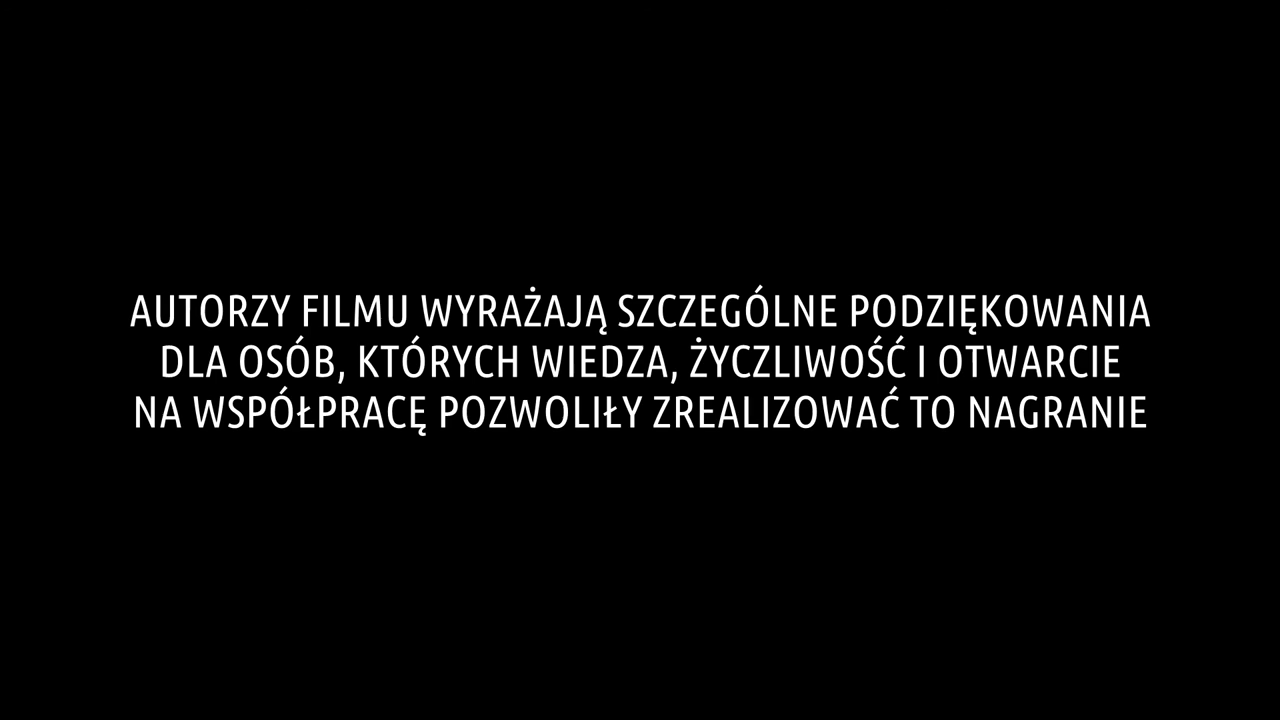 AUTORZY FILMU WYRAŻAJĄ SZCZEGÓLNE PODZIĘKOWANIA
DLA OSÓB, KTÓRYCH WIEDZA, ŻYCZLIWOŚĆ I OTWARCIE
NA WSPÓŁPRACĘ POZWOLIŁY ZREALIZOWAĆ TO NAGRANIE